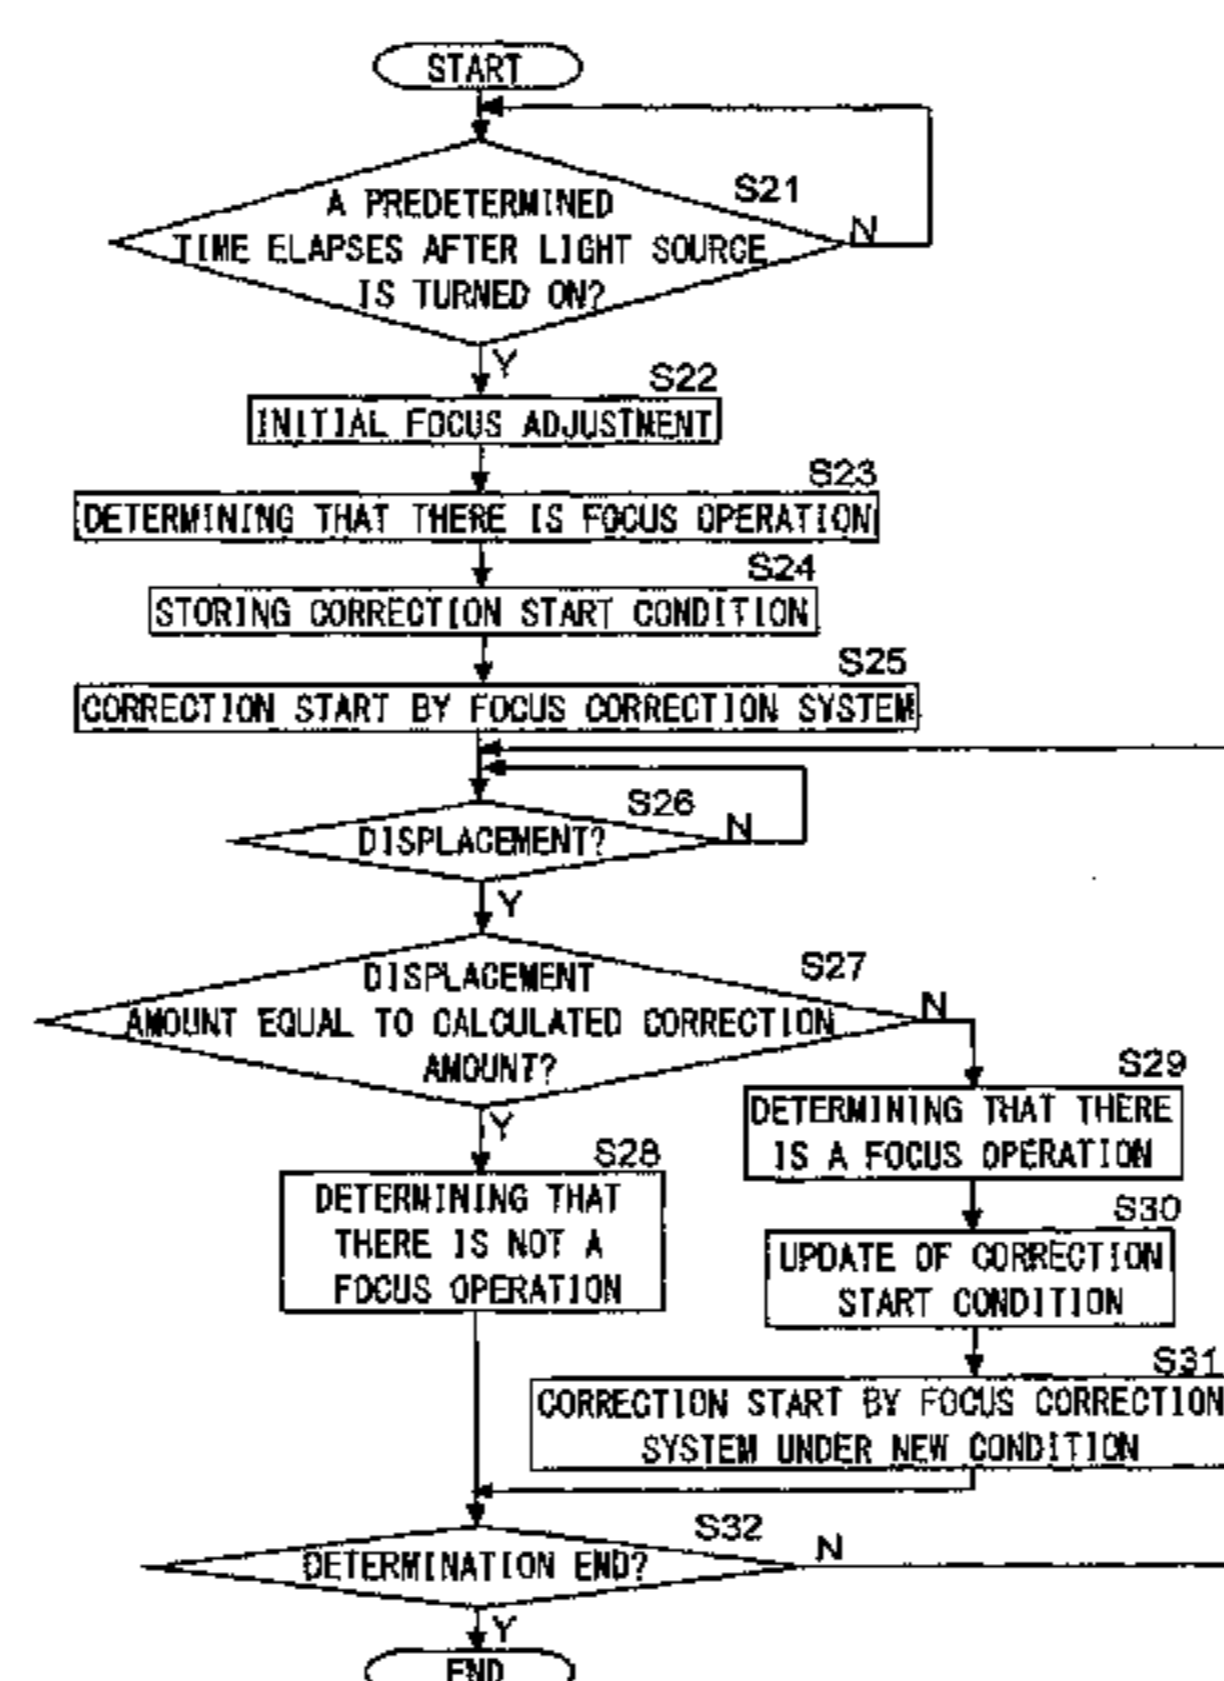 START
S21
A PREDETERMINED
TIME ELAPSES AFTER LIGHT SOURCE
IS TURNED ON?
N
Y
S22
INITIAL FOCUS ADJUSTMENT
S23
DETERMINING THAT THERE IS FOCUS OPERATION
S24
STORING CORRECTION START CONDITION
S25
CORRECTION START BY FOCUS CORRECTION SYSTEM
S26
DISPLACEMENT?
N
Y
S27
DISPLACEMENT
AMOUNT EQUAL TO CALCULATED CORRECTION
AMOUNT?
N
Y
S28
DETERMINING THAT
THERE IS NOT A
FOCUS OPERATION
S29
DETERMINING THAT THERE
IS A FOCUS OPERATION
S30
UPDATE OF CORRECTION
START CONDITION
S31
CORRECTION START BY FOCUS CORRECTION
SYSTEM UNDER NEW CONDITION
S32
DETERMINATION END?
N
Y
END